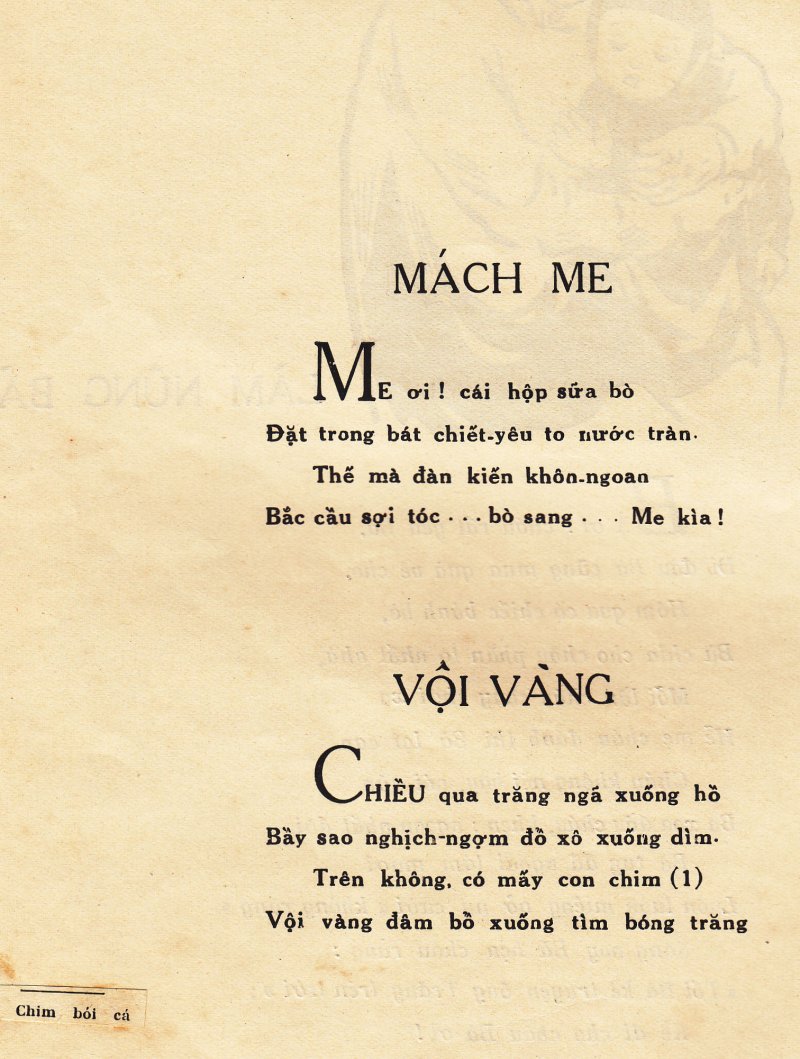 MÁCH ME
ME ơi ! cái hộp sữa bò
Đặt trong bát chiết-yêu to nước tràn.
Thế mà đàn kiến khôn-ngoan
Bắc cầu sợi tóc ... bò sang ... Me kìa !
VỘI VÀNG
CHIỀU qua trăng ngã xuống hồ
Bầy sao nghịch-ngợm đổ xô xuống dìm.
Trên không, có mấy con chim (1)
Vội vàng đâm bổ xuống tìm bóng trăng
Chim bói cá